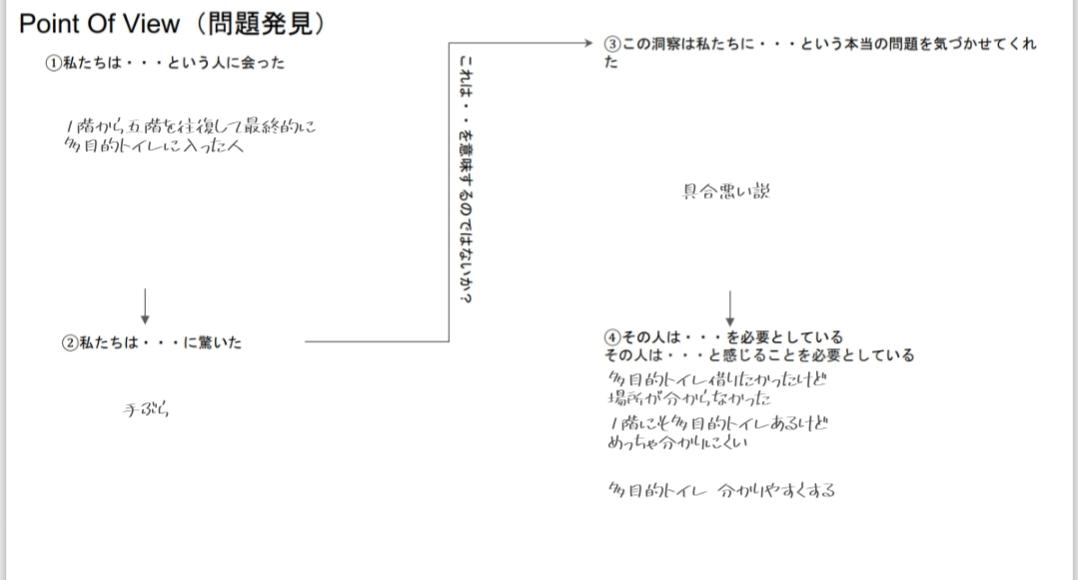 Point Of View（問題発見）
①私たちは・・・という人に会った
1階から五階を往復して最終的に
多目的トイレに入った人
②私たちは・・・に驚いた
手ぶら
これは・・を意味するのではないか？
③この洞察は私たちに・・・という本当の問題を気づかせてくれ
た
具合悪い説
④その人は・・・を必要としている
その人は・・・と感じることを必要としている
多目的トイレ借りたかったけど
場所が分からなかった
1階にそ多目的トイレあるけど
めっちゃ分かりにくい
多目的トイレ 分かりやすくする